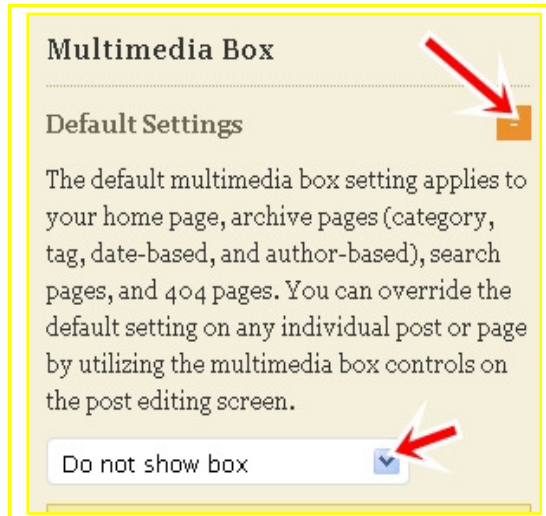 Multimedia Box
Default Settings
-
The default multimedia box setting applies to
your home page, archive pages (category,
tag, date-based, and author-based), search
pages, and 404 pages. You can override the
default setting on any individual post or page
by utilizing the multimedia box controls on
the post editing screen.
Do not show box